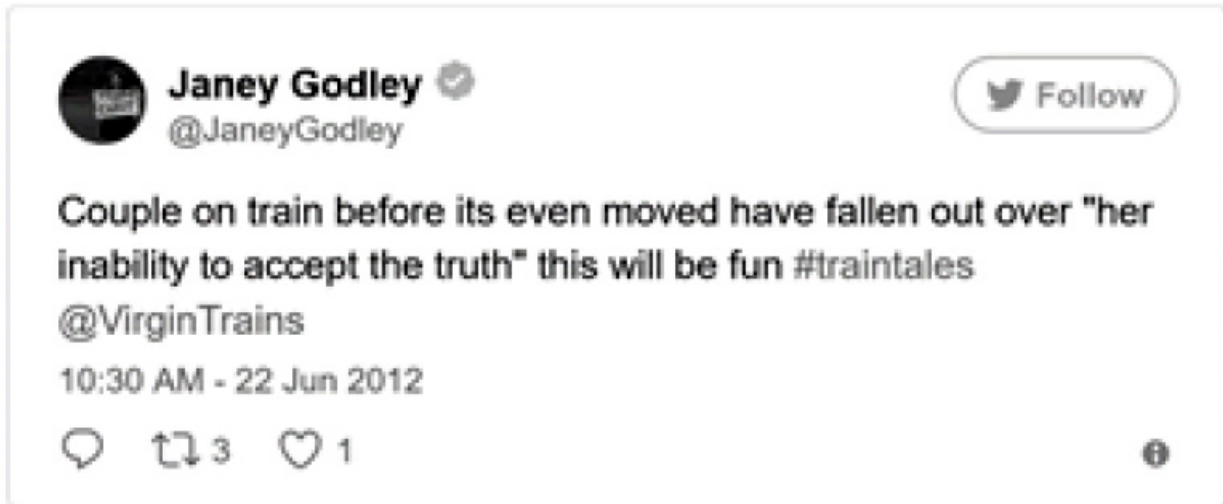 Janey Godley
@JaneyGodley
Follow
Couple on train before its even moved have fallen out over "her
inability to accept the truth" this will be fun #traintales
@VirginTrains
10:30 AM - 22 Jun 2012
3 1